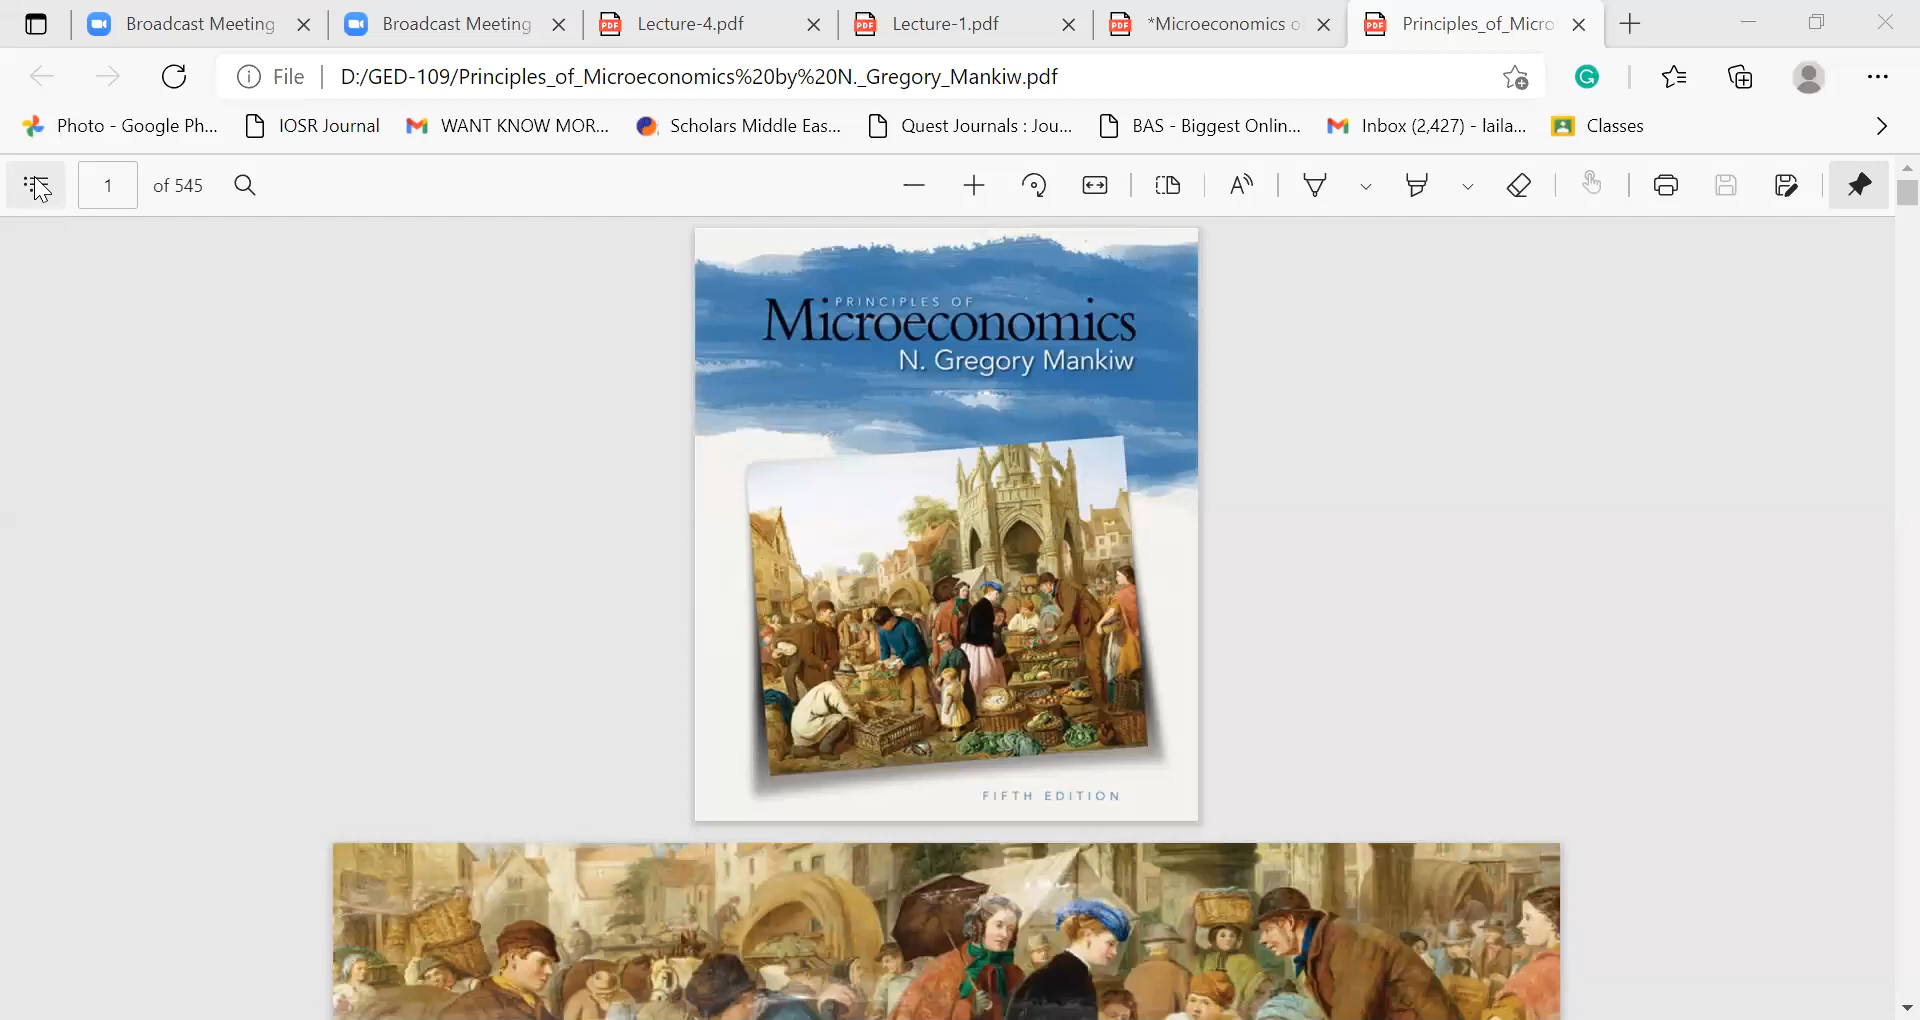 Broadcast Meeting
Broadcast Meeting
Lecture-4.pdf
Lecture-1.pdf
*Microeconomics o
Principles_of_Micro
File
D:/GED-109/Principles_of_Microeconomics%20by%20N._Gregory_Mankiw.pdf
Photo - Google Ph...
IOSR Journal
WANT KNOW MOR...
Scholars Middle Eas...
Quest Journals : Jou...
BAS - Biggest Onlin...
Inbox (2,427) - laila...
Classes
1 of 545
PRINCIPLES OF
Microeconomics
N. Gregory Mankiw
FIFTH EDITION